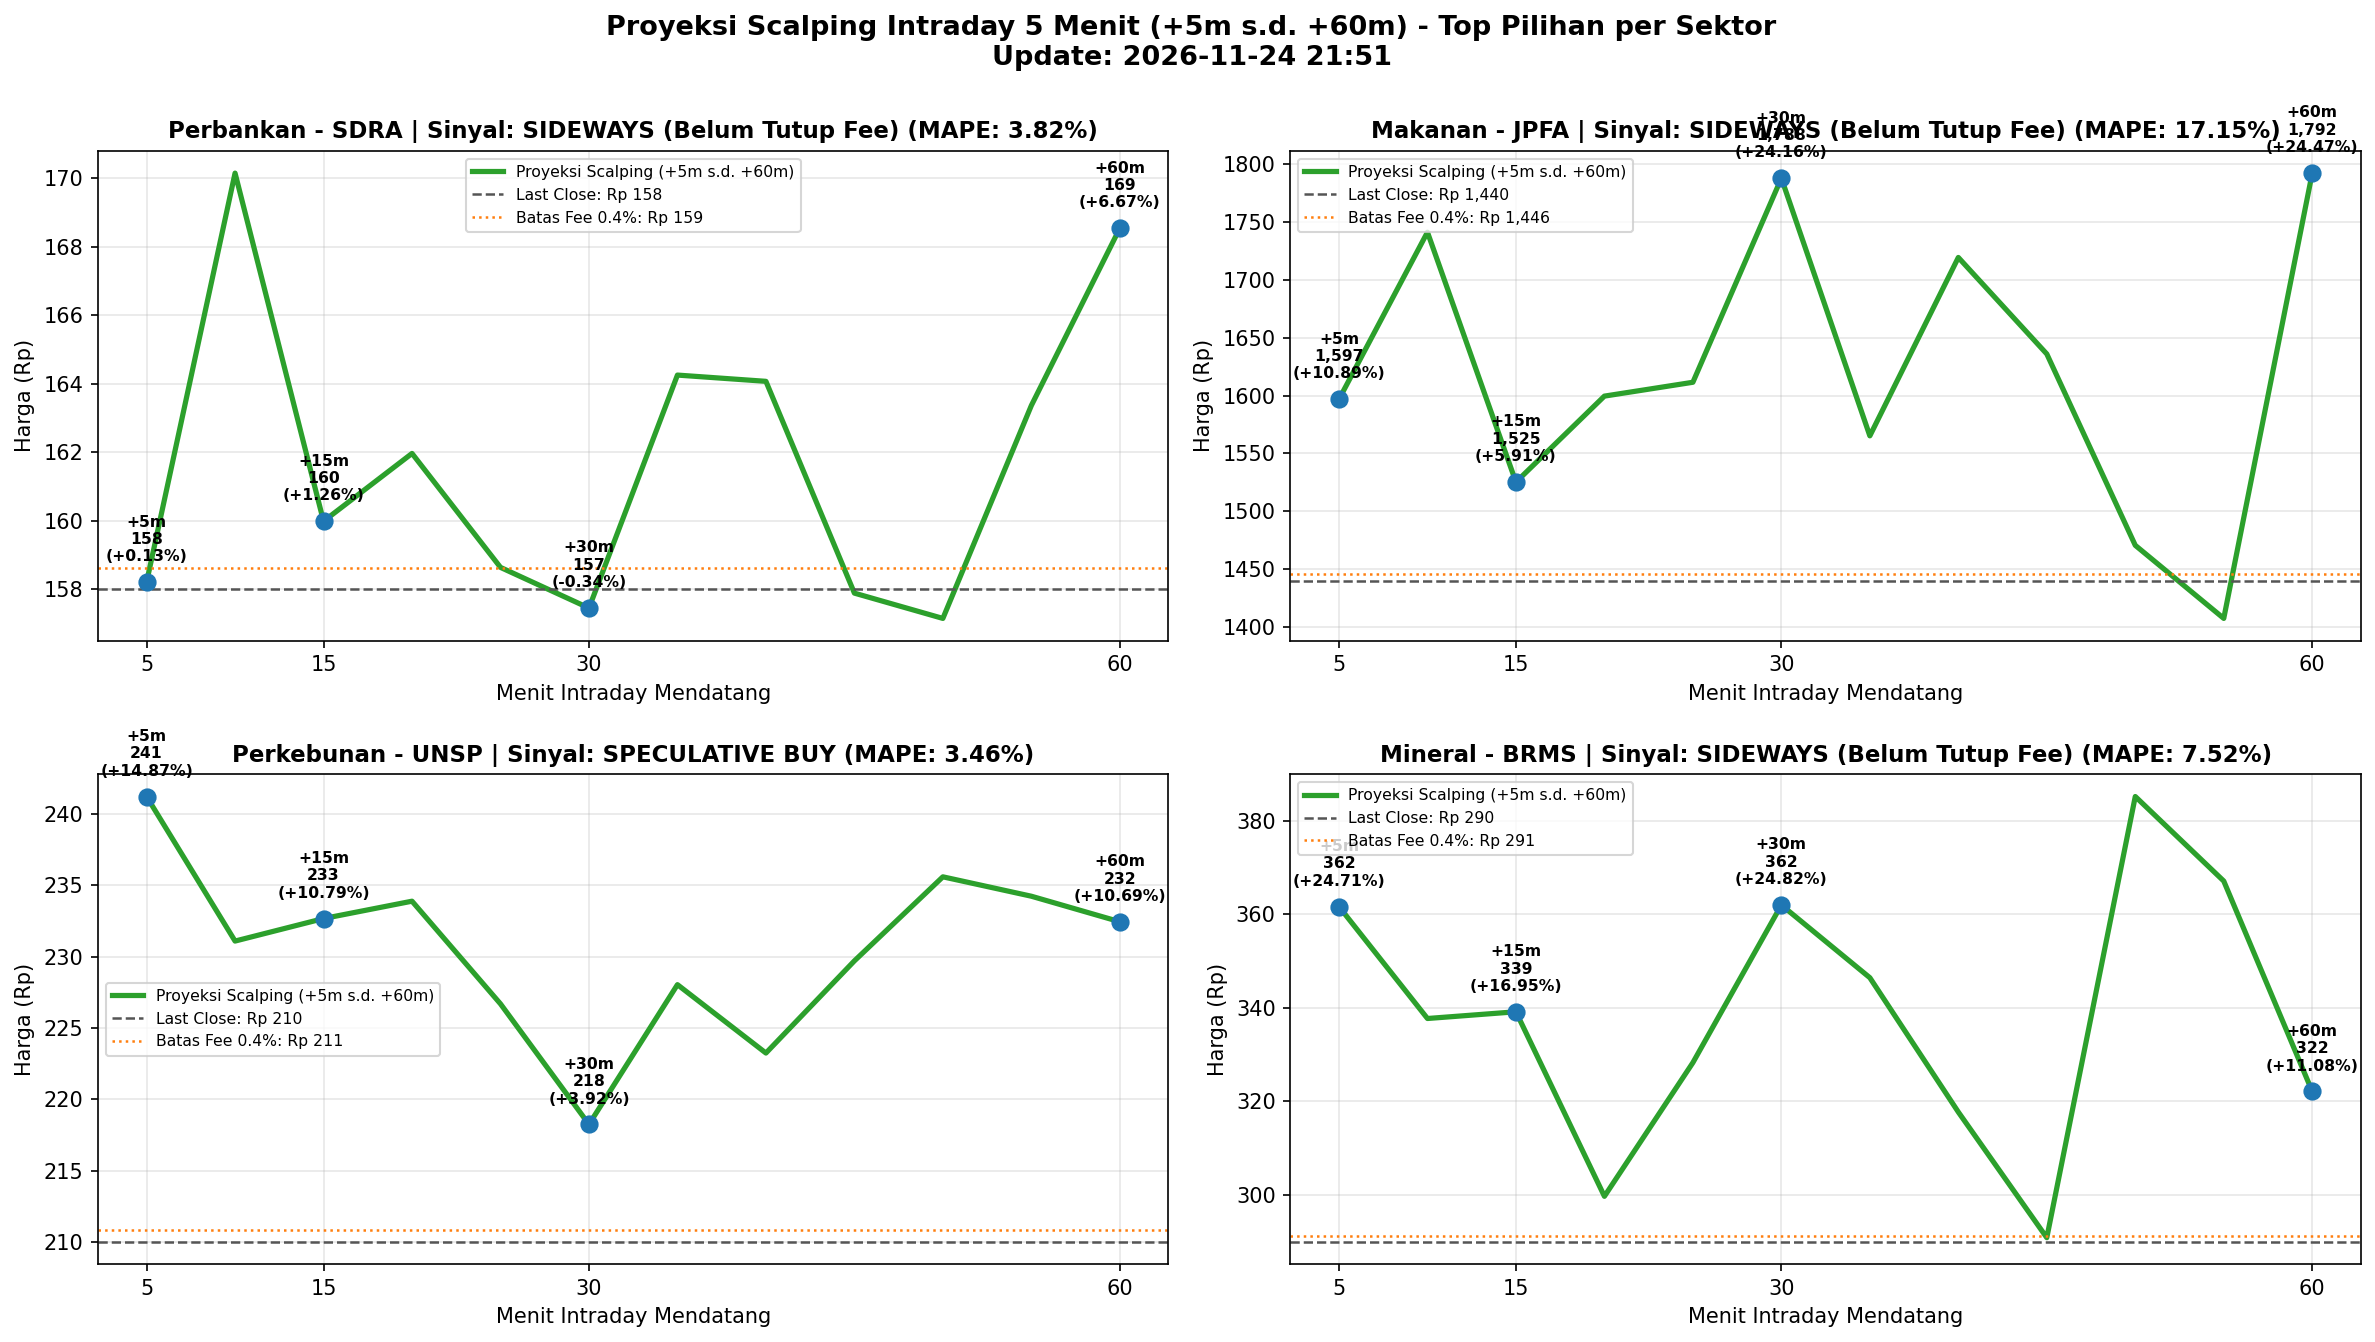 Proyeksi Scalping Intraday 5 Menit (+5m s.d. +60m) - Top Pilihan per Sektor
Update: 2026-11-24 21:51
Perbankan - SDRA | Sinyal: SIDEWAYS (Belum Tutup Fee) (MAPE: 3.82%)
Proyeksi Scalping (+5m s.d. +60m)
Last Close: Rp 158
Batas Fee 0.4%: Rp 159
+5m
158
(+0.13%)
+15m
160
(+1.26%)
+30m
157
(-0.34%)
+60m
169
(+6.67%)
Harga (Rp)
170
168
166
164
162
160
158
5
15
30
60
Menit Intraday Mendatang
Makanan - JPFA | Sinyal: SIDEWAYS (Belum Tutup Fee) (MAPE: 17.15%)
Proyeksi Scalping (+5m s.d. +60m)
Last Close: Rp 1,440
Batas Fee 0.4%: Rp 1,446
+5m
1,597
(+10.89%)
+15m
1,525
(+5.91%)
+30m
1,788
(+24.16%)
+60m
1,792
(+24.47%)
Harga (Rp)
1800
1750
1700
1650
1600
1550
1500
1450
1400
5
15
30
60
Menit Intraday Mendatang
Perkebunan - UNSP | Sinyal: SPECULATIVE BUY (MAPE: 3.46%)
+5m
241
(+14.87%)
+15m
233
(+10.79%)
+30m
218
(+3.92%)
+60m
232
(+10.69%)
Proyeksi Scalping (+5m s.d. +60m)
Last Close: Rp 210
Batas Fee 0.4%: Rp 211
Harga (Rp)
240
235
230
225
220
215
210
5
15
30
60
Menit Intraday Mendatang
Mineral - BRMS | Sinyal: SIDEWAYS (Belum Tutup Fee) (MAPE: 7.52%)
Proyeksi Scalping (+5m s.d. +60m)
Last Close: Rp 290
Batas Fee 0.4%: Rp 291
+5m
362
(+24.71%)
+15m
339
(+16.95%)
+30m
362
(+24.82%)
+60m
322
(+11.08%)
Harga (Rp)
380
360
340
320
300
5
15
30
60
Menit Intraday Mendatang